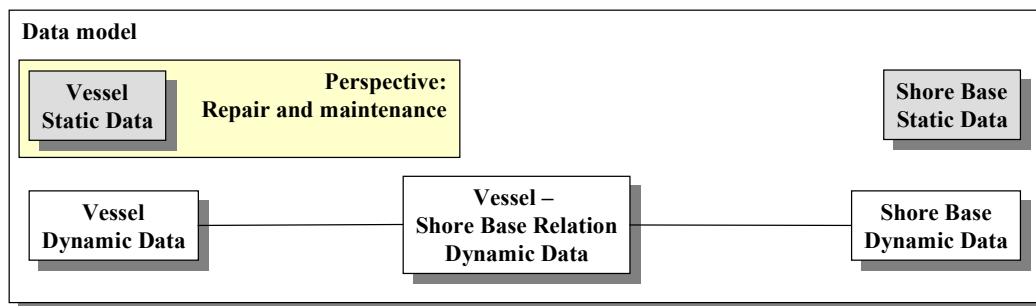 Data model
Perspective:
Repair and maintenance
Vessel
Static Data
Shore Base
Static Data
Vessel
Dynamic Data
Vessel –
Shore Base Relation
Dynamic Data
Shore Base
Dynamic Data